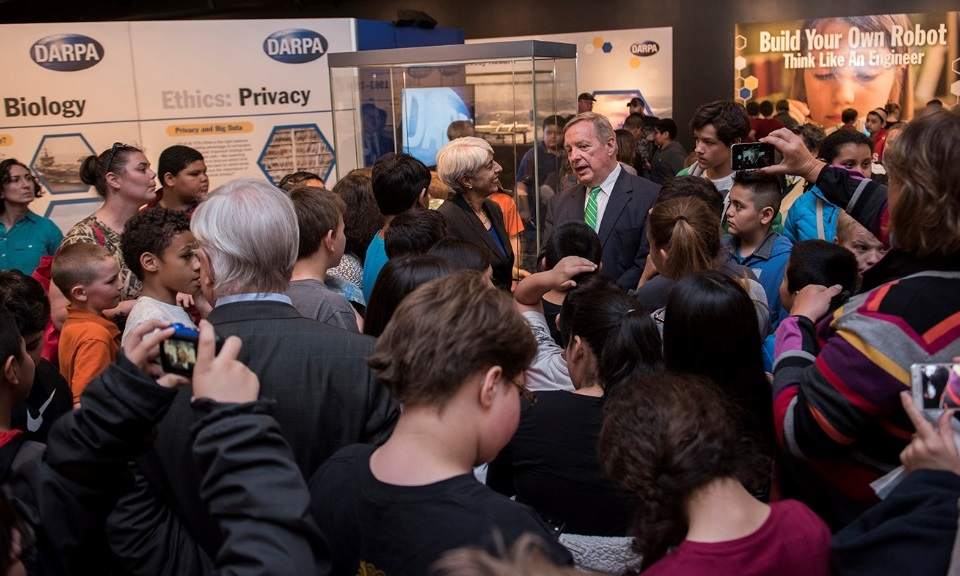 DARPA
Biology
DARPA
Ethics: Privacy
Privacy and Big Data
DARPA
Build Your Own Robot
Think Like An Engineer